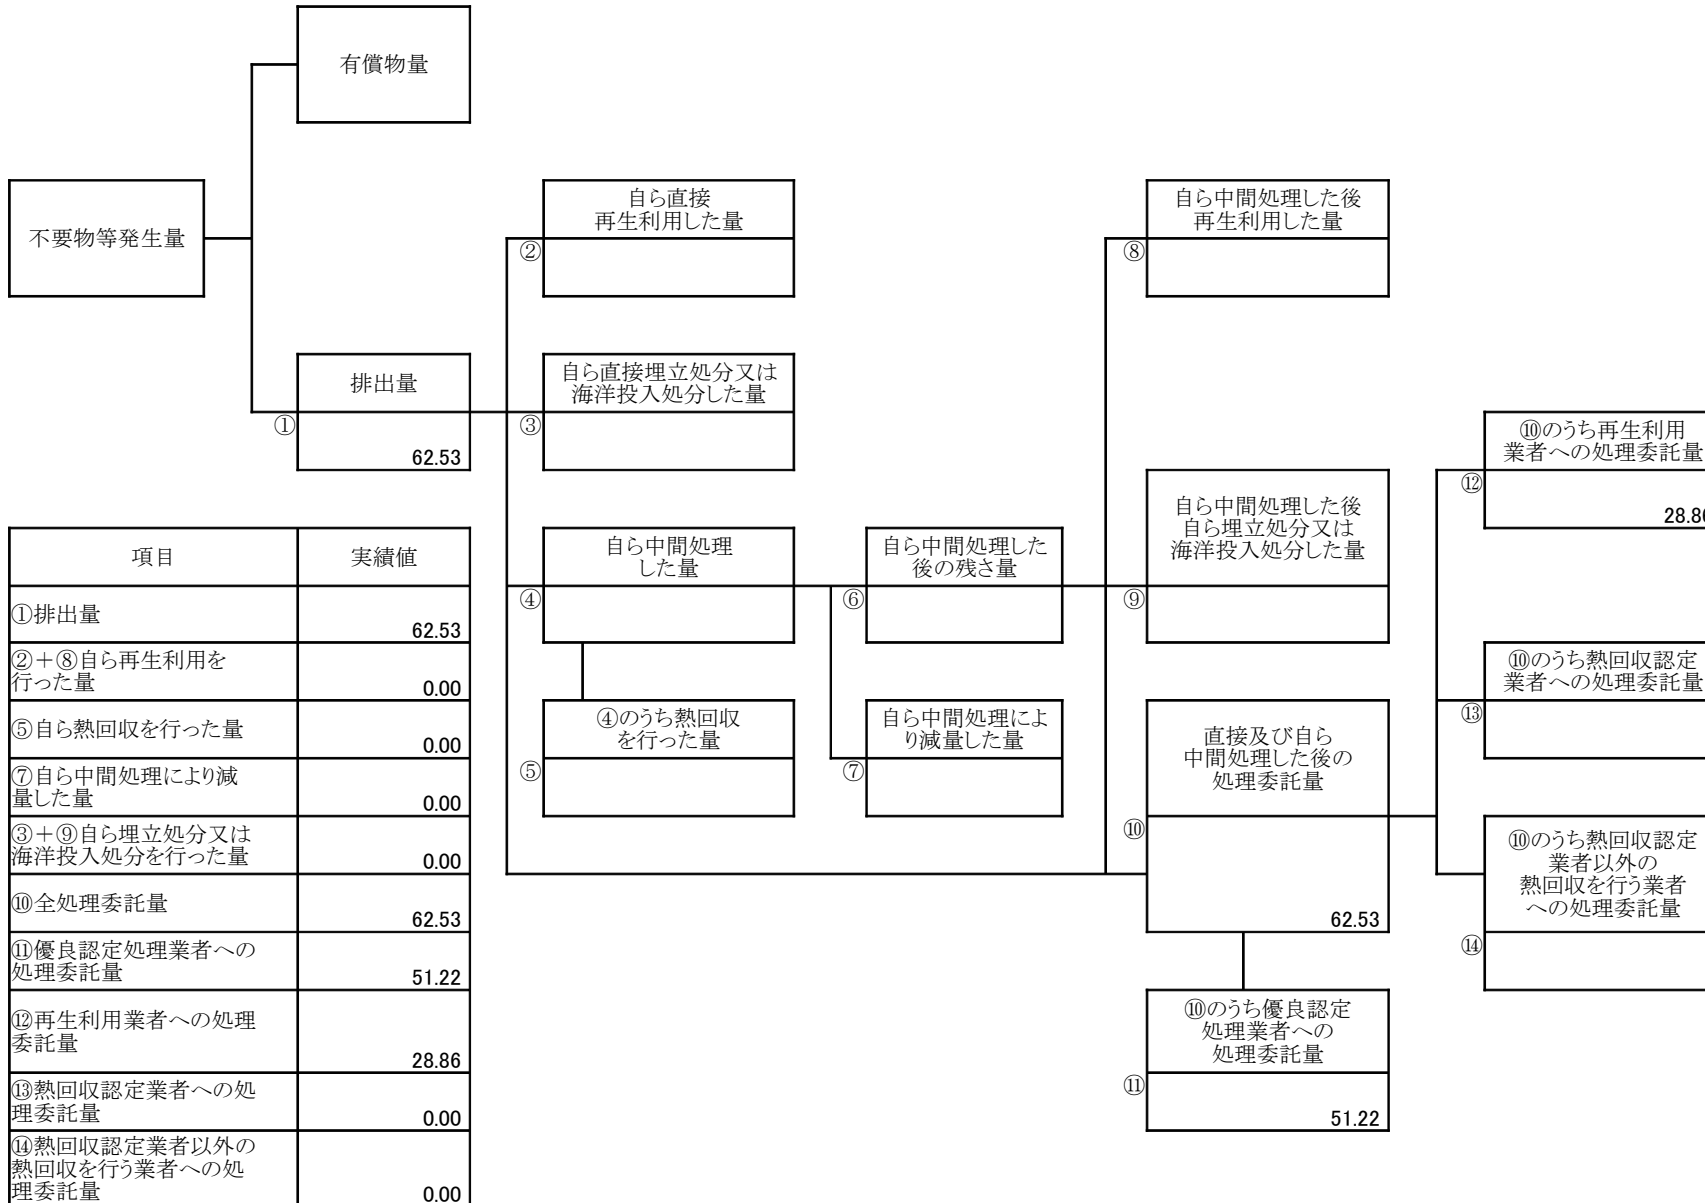 有償物量
不要物等発生量
自ら直接
再生利用した量
②
自ら中間処理した後
再生利用した量
⑧
排出量
①
62.53
自ら直接埋立処分又は
海洋投入処分した量
③
⑩のうち再生利用
業者への処理委託量
⑫
28.86
自ら中間処理した後
自ら埋立処分又は
海洋投入処分した量
⑨
自ら中間処理
した量
④
自ら中間処理した
後の残さ量
⑥
④のうち熱回収
を行った量
⑤
自ら中間処理によ
り減量した量
⑦
直接及び自ら
中間処理した後の
処理委託量
⑩
62.53
⑩のうち熱回収認定
業者への処理委託量
⑬
⑩のうち熱回収認定
業者以外の
熱回収を行う業者
への処理委託量
⑭
⑩のうち優良認定
処理業者への
処理委託量
⑪
51.22
項目 実績値
①排出量
62.53
②＋⑧自ら再生利用を
行った量 0.00
⑤自ら熱回収を行った量
0.00
⑦自ら中間処理により減
量した量 0.00
③＋⑨自ら埋立処分又は
海洋投入処分を行った量 0.00
⑩全処理委託量
62.53
⑪優良認定処理業者への
処理委託量 51.22
⑫再生利用業者への処理
委託量
28.86
⑬熱回収認定業者への処
理委託量 0.00
⑭熱回収認定業者以外の
熱回収を行う業者への処
理委託量 0.00